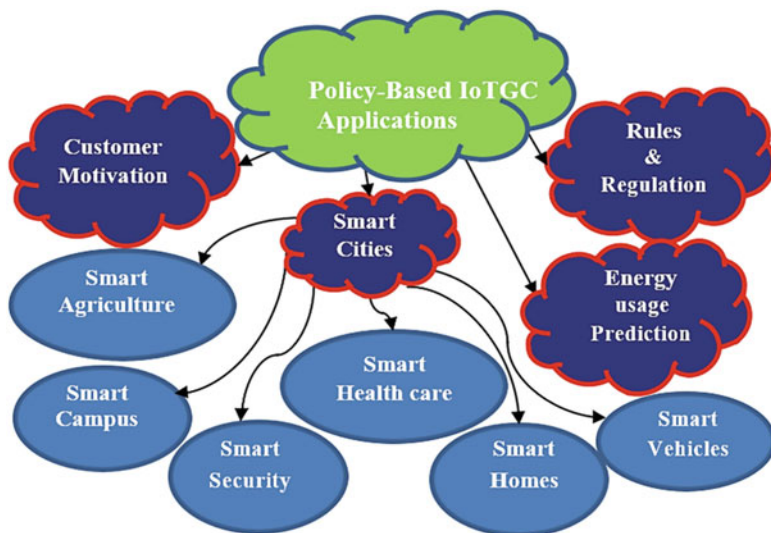 Policy-Based IoTGC
Applications
Customer
Motivation
Rules
&
Regulation
Smart
Cities
Energy
usage
Prediction
Smart
Agriculture
Smart
Campus
Smart
Security
Smart
Health care
Smart
Homes
Smart
Vehicles